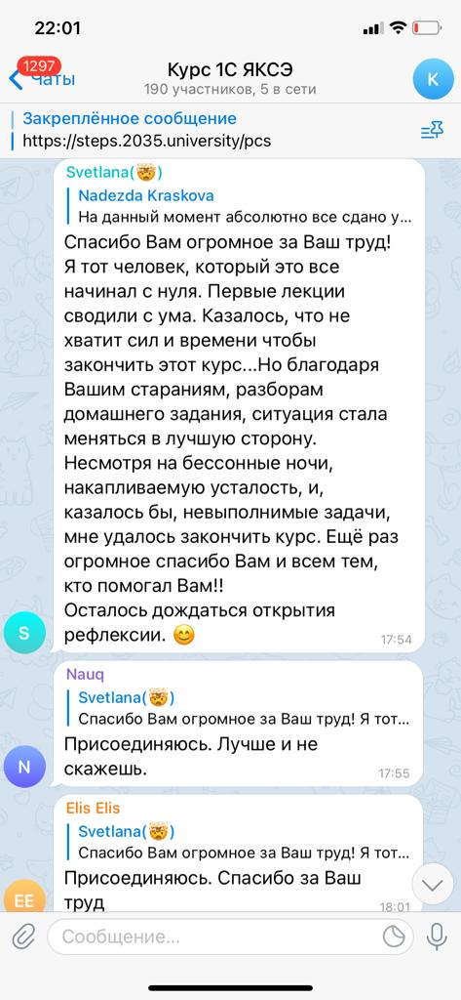 22:01
1297
Чаты
Курс 1С ЯКСЭ
190 участников, 5 в сети
К
Закреплённое сообщение
https://steps.2035.university/pcs
Svetlana(🤯)
Nadezda Kraskova
На данный момент абсолютно все сдано у...
Спасибо Вам огромное за Ваш труд!
Я тот человек, который это все
начинал с нуля. Первые лекции
сводили с ума. Казалось, что не
хватит сил и времени чтобы
закончить этот курс...Но благодаря
Вашим стараниям, разборам
домашнего задания, ситуация стала
меняться в лучшую сторону.
Несмотря на бессонные ночи,
накапливаемую усталость, и,
казалось бы, невыполнимые задачи,
мне удалось закончить курс. Ещё раз
огромное спасибо Вам и всем тем,
кто помогал Вам!!
Осталось дождаться открытия
рефлексии. 😊
17:54
S
Nauq
Svetlana(🤯)
Спасибо Вам огромное за Ваш труд! Я тот...
Присоединяюсь. Лучше и не
скажешь.
17:55
N
Elis Elis
Svetlana(🤯)
Спасибо Вам огромное за Ваш труд! Я тот...
Присоединяюсь. Спасибо за Ваш
труд
18:01
EE
Сообщение...